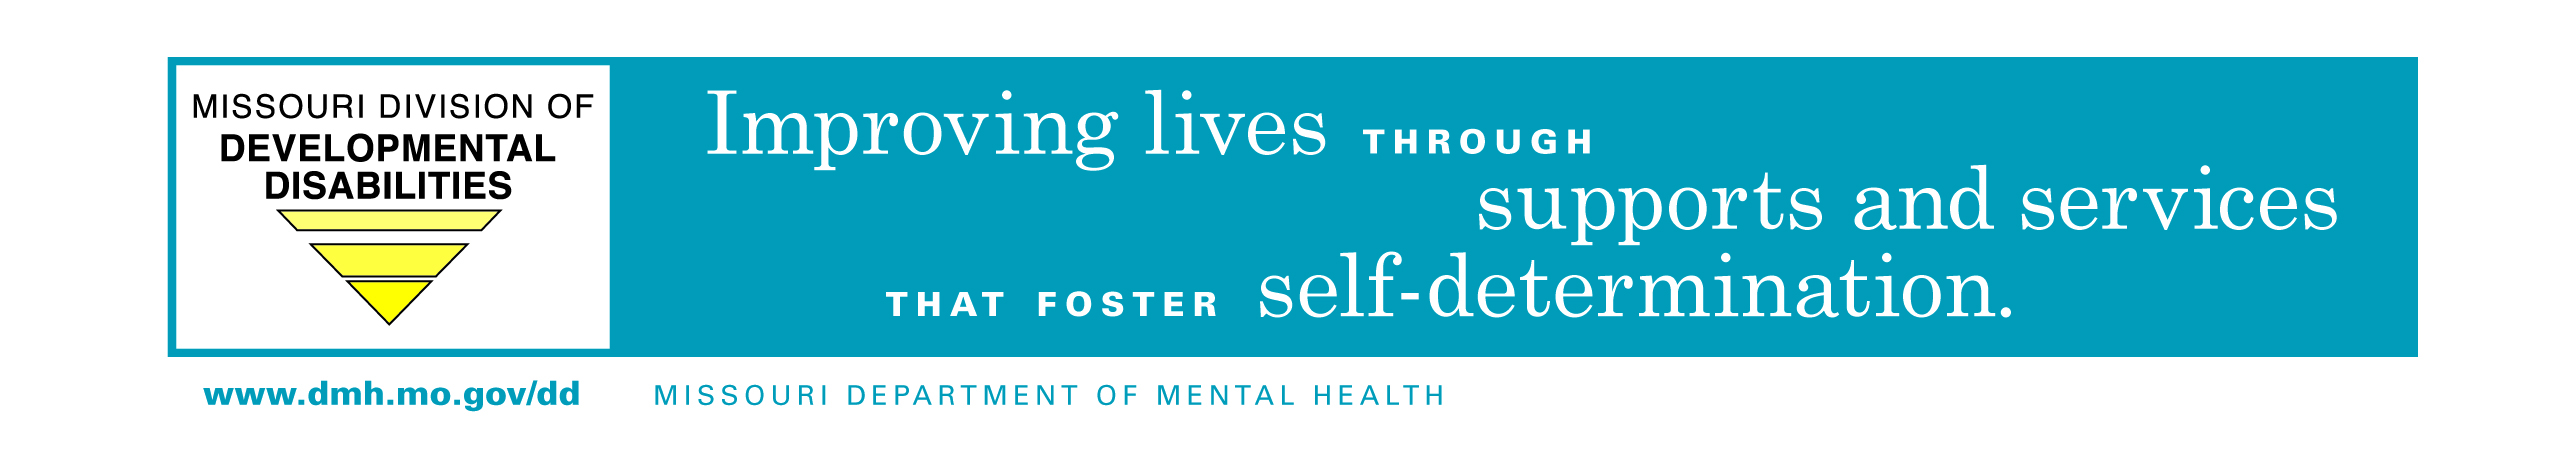 MISSOURI DIVISION OF
DEVELOPMENTAL
DISABILITIES
Improving lives THROUGH
supports and services
THAT FOSTER self-determination.
www.dmh.mo.gov/dd
MISSOURI DEPARTMENT OF MENTAL HEALTH